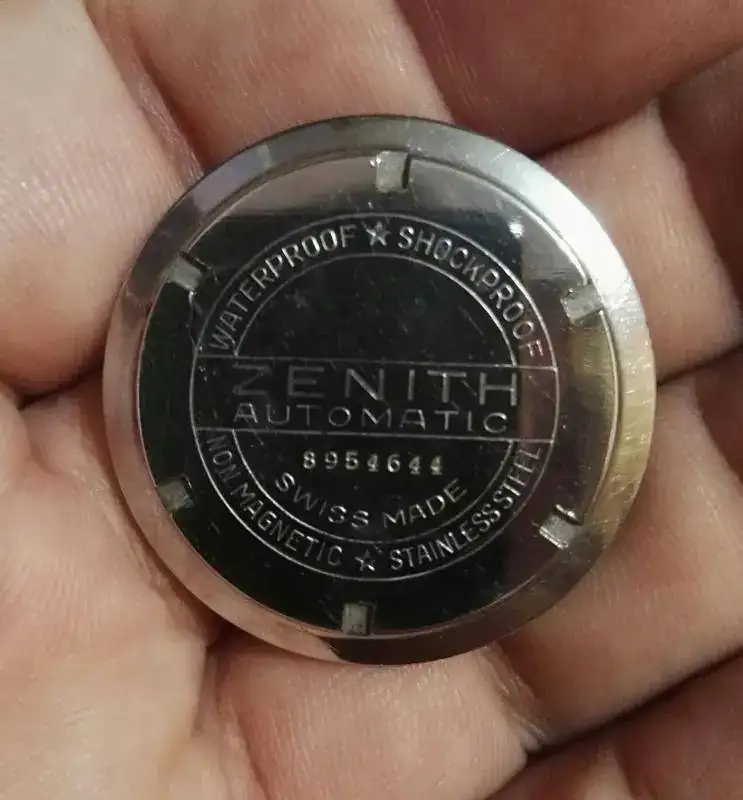 WATERPROOF ★ SHOCKPROOF
ZENITH
AUTOMATIC
8954644
SWISS MADE
NON MAGNETIC ☆ STAINLESS STEEL